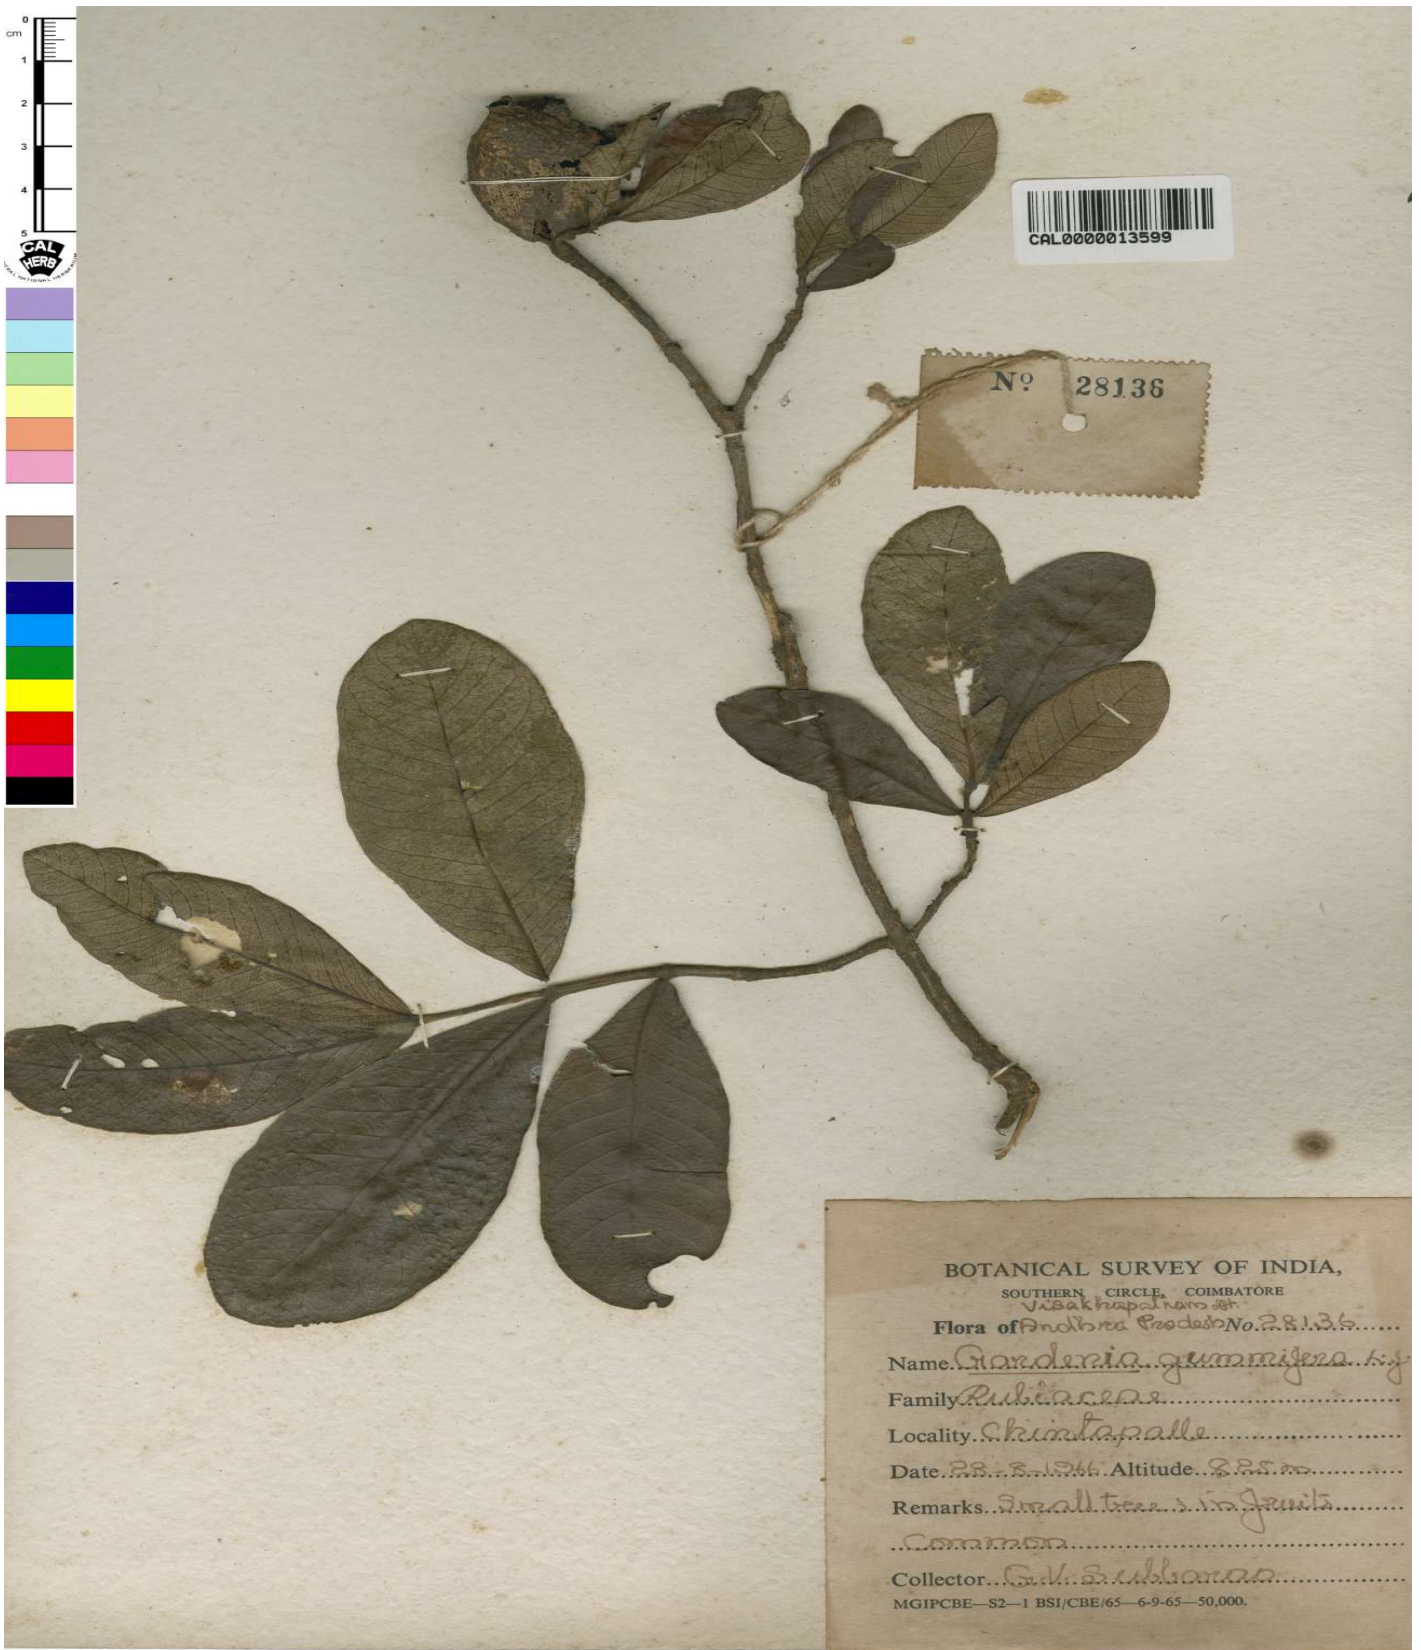 0
cm
1
2
3
4
5
CAL
HERB
CAL0000013599
Nº 28136
BOTANICAL SURVEY OF INDIA,
SOUTHERN CIRCLE, COIMBATORE
Visakhapatnam Dt.
Flora of Andhra Pradesh No. 28136
Name Gardenia gummifera L.f.
Family Rubiaceae
Locality Chintapalle
Date 28-8-1966 Altitude 825 m
Remarks Small trees in fruits
Common
Collector G.V. Subbarao
MGIPCBE—S2—1 BSI/CBE/65—6-9-65—50,000.